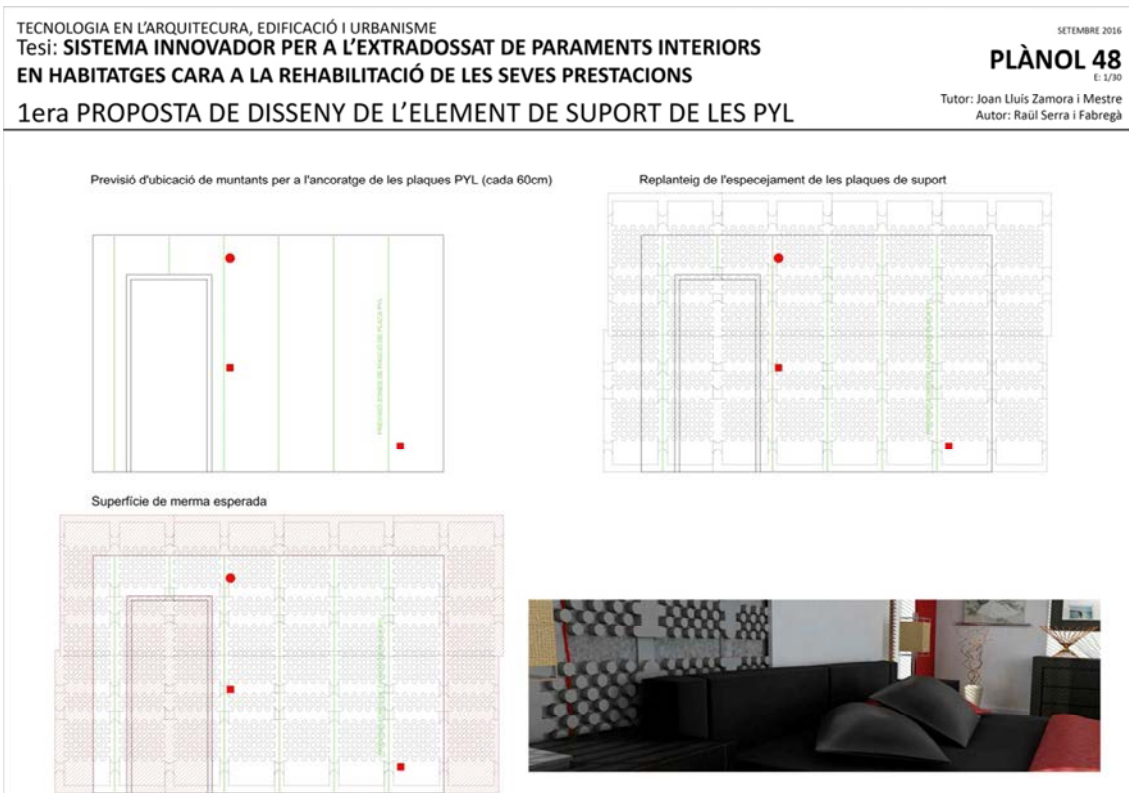 TECNOLOGIA EN L'ARQUITECTURA, EDIFICACIÓ I URBANISME
Tesi: SISTEMA INNOVADOR PER A L'EXTRADOSSAT DE PARAMENTS INTERIORS
EN HABITATGES CARA A LA REHABILITACIÓ DE LES SEVES PRESTACIONS
1era PROPOSTA DE DISSENY DE L'ELEMENT DE SUPORT DE LES PYL
SETEMBRE 2016
PLÀNOL 48
E: 1/30
Tutor: Joan Lluís Zamora i Mestre
Autor: Raül Serra i Fabregà
Previsió d'ubicació de muntants per a l'ancoratge de les plaques PYL (cada 60cm)
Replanteig de l'especejament de les plaques de suport
Superfície de merma esperada